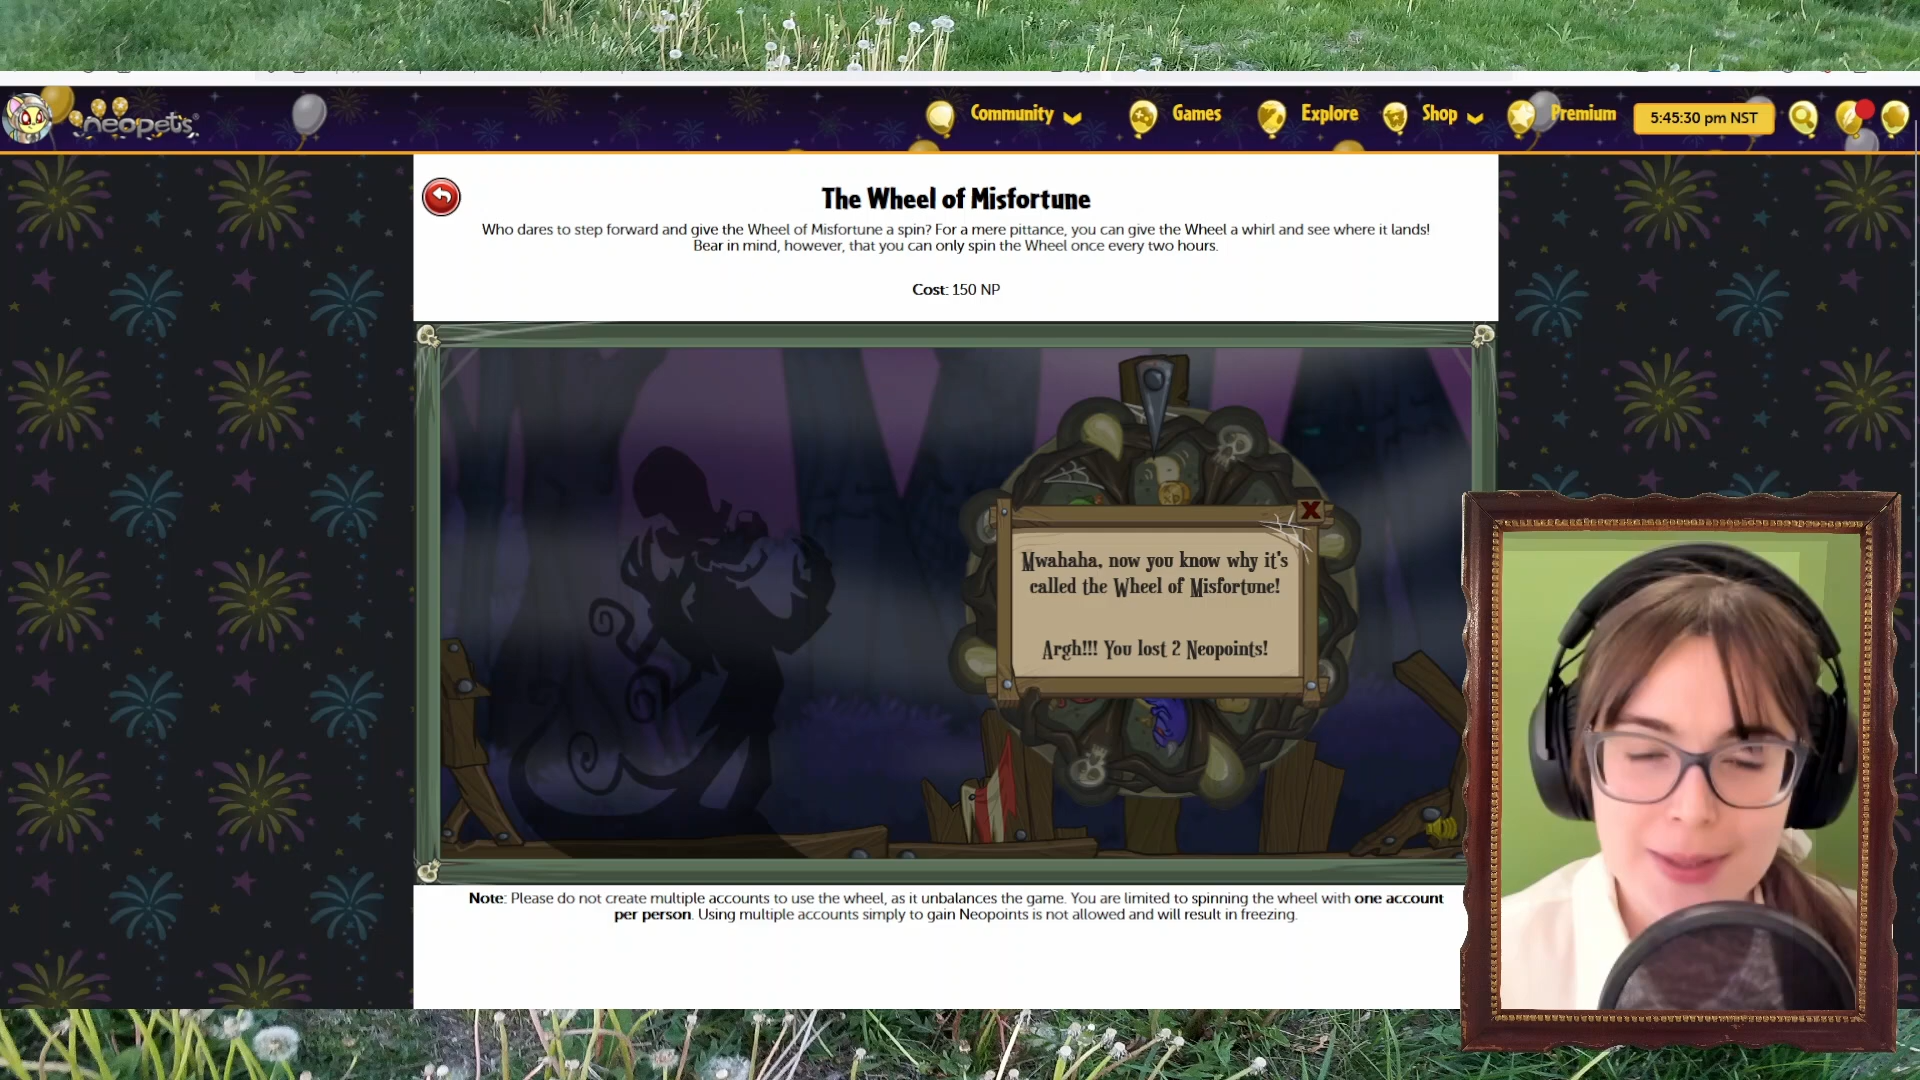 neopets
Community
Games
Explore
Shop
Premium
5:45:30 pm NST
The Wheel of Misfortune
Who dares to step forward and give the Wheel of Misfortune a spin? For a mere pittance, you can give the Wheel a whirl and see where it lands!
Bear in mind, however, that you can only spin the Wheel once every two hours.
Cost: 150 NP
Mwahaha, now you know why it's
called the Wheel of Misfortune!
Argh!!! You lost 2 Neopoints!
X
Note: Please do not create multiple accounts to use the wheel, as it unbalances the game. You are limited to spinning the wheel with one account
per person. Using multiple accounts simply to gain Neopoints is not allowed and will result in freezing.